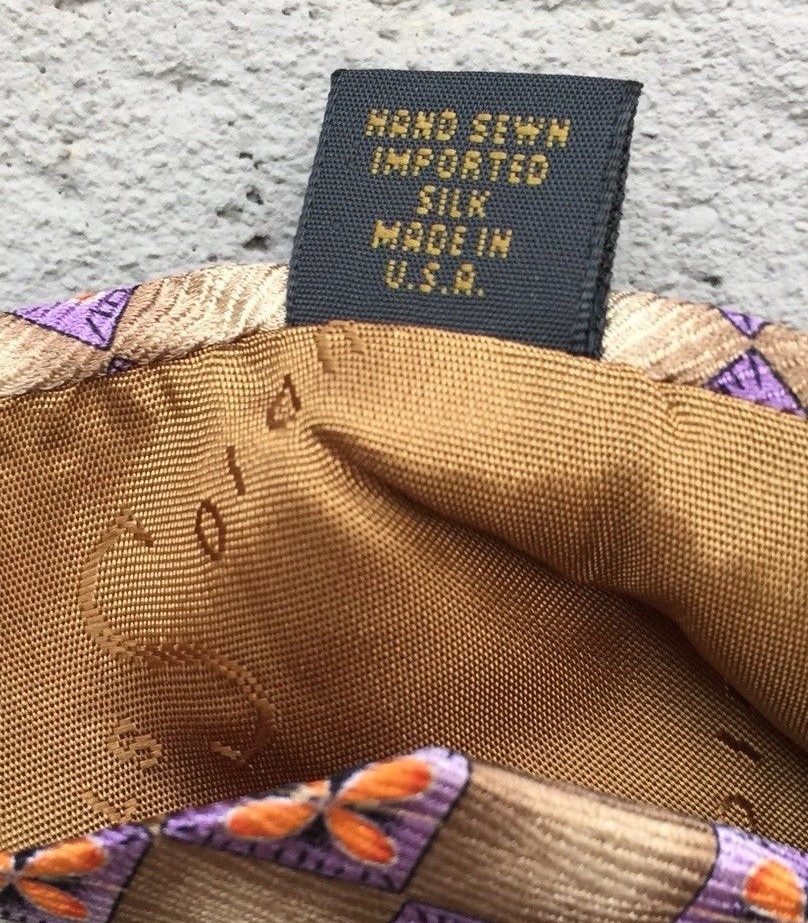 HAND SEWN
IMPORTED
SILK
MADE IN
U.S.A.